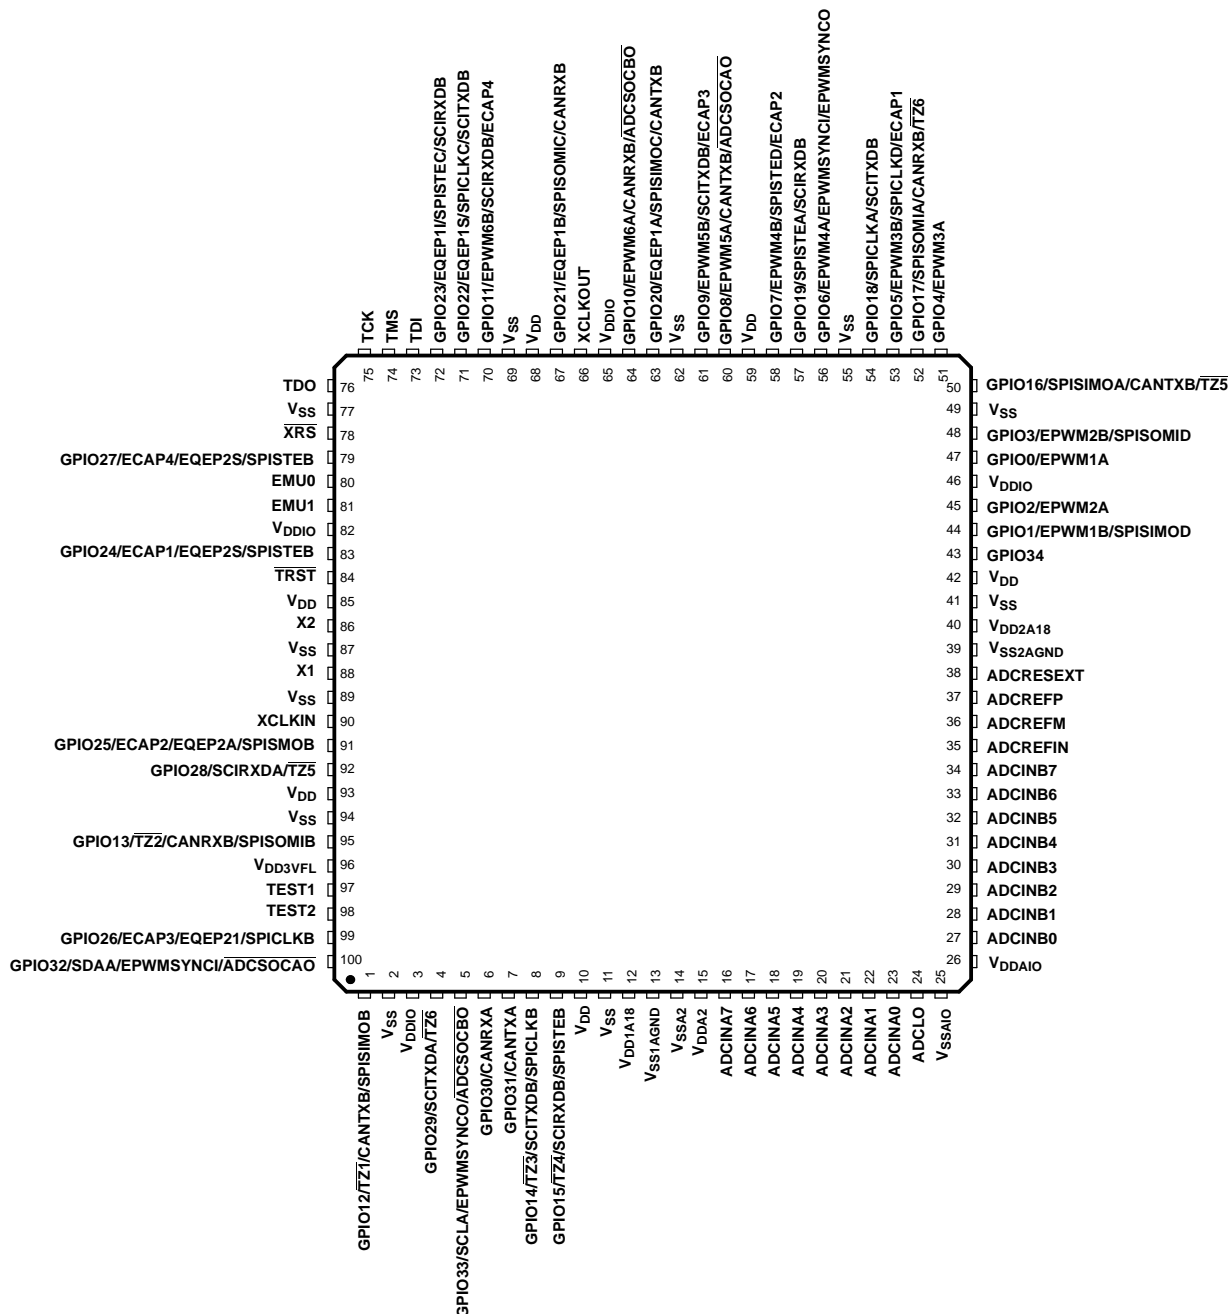 TCK
TMS
TDI
GPIO23/EQEP1I/SPISTEC/SCIRXDB
GPIO22/EQEP1S/SPICLKC/SCITXDB
GPIO11/EPWM6B/SCIRXDB/ECAP4
VSS
VDD
GPIO21/EQEP1B/SPISOMIC/CANRXB
XCLKOUT
VDDIO
GPIO10/EPWM6A/CANRXB/ADCSOCBO
GPIO20/EQEP1A/SPISIMOC/CANTXB
VSS
GPIO9/EPWM5B/SCITXDB/ECAP3
GPIO8/EPWM5A/CANTXB/ADCSOCAO
VDD
GPIO7/EPWM4B/SPISTED/ECAP2
GPIO19/SPISTEA/SCIRXDB
GPIO6/EPWM4A/EPWMSYNCI/EPWMSYNCO
VSS
GPIO18/SPICLKA/SCITXDB
GPIO5/EPWM3B/SPICLKD/ECAP1
GPIO17/SPISOMIA/CANRXB/TZ6
GPIO4/EPWM3A
75 74 73 72 71 70 69 68 67 66 65 64 63 62 61 60 59 58 57 56 55 54 53 52 51
TDO 76
VSS 77
XRS 78
GPIO27/ECAP4/EQEP2S/SPISTEB 79
EMU0 80
EMU1 81
VDDIO 82
GPIO24/ECAP1/EQEP2S/SPISTEB 83
TRST 84
VDD 85
X2 86
VSS 87
X1 88
VSS 89
XCLKIN 90
GPIO25/ECAP2/EQEP2A/SPISMOB 91
GPIO28/SCIRXDA/TZ5 92
VDD 93
VSS 94
GPIO13/TZ2/CANRXB/SPISOMIB 95
VDD3VFL 96
TEST1 97
TEST2 98
GPIO26/ECAP3/EQEP21/SPICLKB 99
GPIO32/SDAA/EPWMSYNCI/ADCSOCAO 100
50 GPIO16/SPISIMOA/CANTXB/TZ5
49 VSS
48 GPIO3/EPWM2B/SPISOMID
47 GPIO0/EPWM1A
46 VDDIO
45 GPIO2/EPWM2A
44 GPIO1/EPWM1B/SPISIMOD
43 GPIO34
42 VDD
41 VSS
40 VDD2A18
39 VSS2AGND
38 ADCRESEXT
37 ADCREFP
36 ADCREFM
35 ADCREFIN
34 ADCINB7
33 ADCINB6
32 ADCINB5
31 ADCINB4
30 ADCINB3
29 ADCINB2
28 ADCINB1
27 ADCINB0
26 VDDAIO
1 2 3 4 5 6 7 8 9 10 11 12 13 14 15 16 17 18 19 20 21 22 23 24 25
GPIO12/TZ1/CANTXB/SPISIMOB
VSS
VDDIO
GPIO29/SCITXDA/TZ6
GPIO33/SCLA/EPWMSYNCO/ADCSOCBO
GPIO30/CANRXA
GPIO31/CANTXA
GPIO14/TZ3/SCITXDB/SPICLKB
GPIO15/TZ4/SCIRXDB/SPISTEB
VDD
VSS
VDD1A18
VSS1AGND
VSSA2
VDDA2
ADCINA7
ADCINA6
ADCINA5
ADCINA4
ADCINA3
ADCINA2
ADCINA1
ADCINA0
ADCLO
VSSAIO